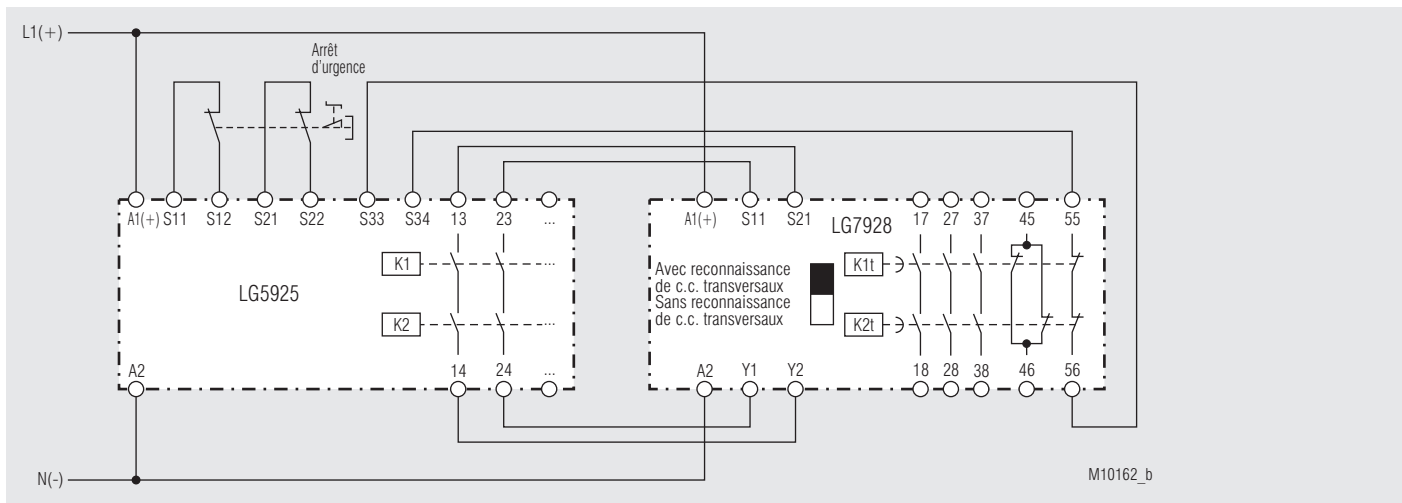 L1(+)
Arrêt
d'urgence
A1(+) S11 S12 S21 S22 S33 S34 13 23 ...
A1(+) S11 S21 17 27 37 45 55
LG7928
K1 ...
K1t
Avec reconnaissance
de c.c. transversaux
Sans reconnaissance
de c.c. transversaux
LG5925
K2 ...
K2t
A2 14 24 ...
A2 Y1 Y2 18 28 38 46 56
N(-)
M10162_b